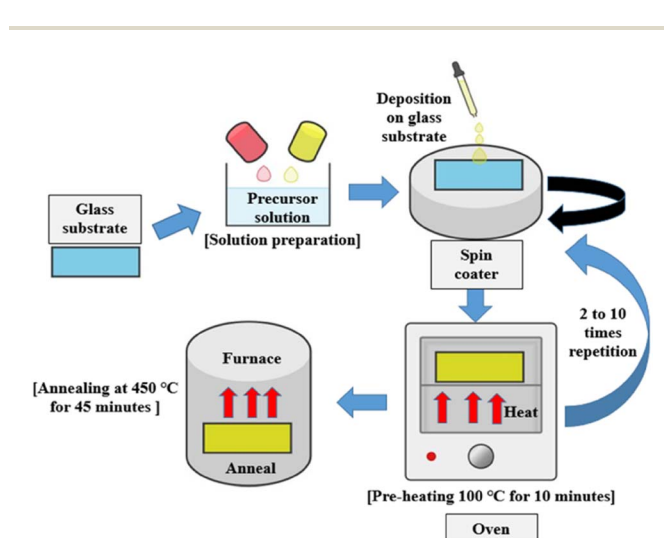 Deposition
on glass
substrate
Glass
substrate
Precursor
solution
[Solution preparation]
Spin
coater
2 to 10
times
repetition
Furnace
Anneal
[Annealing at 450 °C
for 45 minutes ]
Heat
[Pre-heating 100 °C for 10 minutes]
Oven